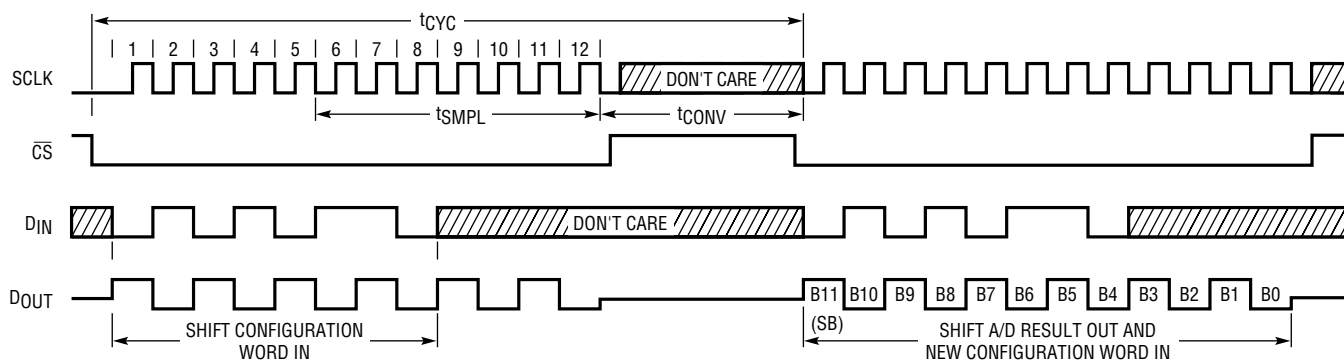 tCYC
1 2 3 4 5 6 7 8 9 10 11 12
SCLK
DON'T CARE
tSMPL
tCONV
CS
DIN
DON'T CARE
DOUT
B11 B10 B9 B8 B7 B6 B5 B4 B3 B2 B1 B0
(SB)
SHIFT CONFIGURATION
WORD IN
SHIFT A/D RESULT OUT AND
NEW CONFIGURATION WORD IN